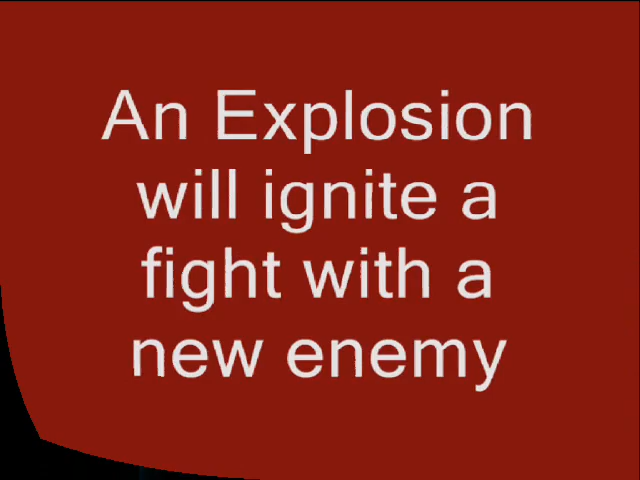 An Explosion
will ignite a
fight with a
new enemy